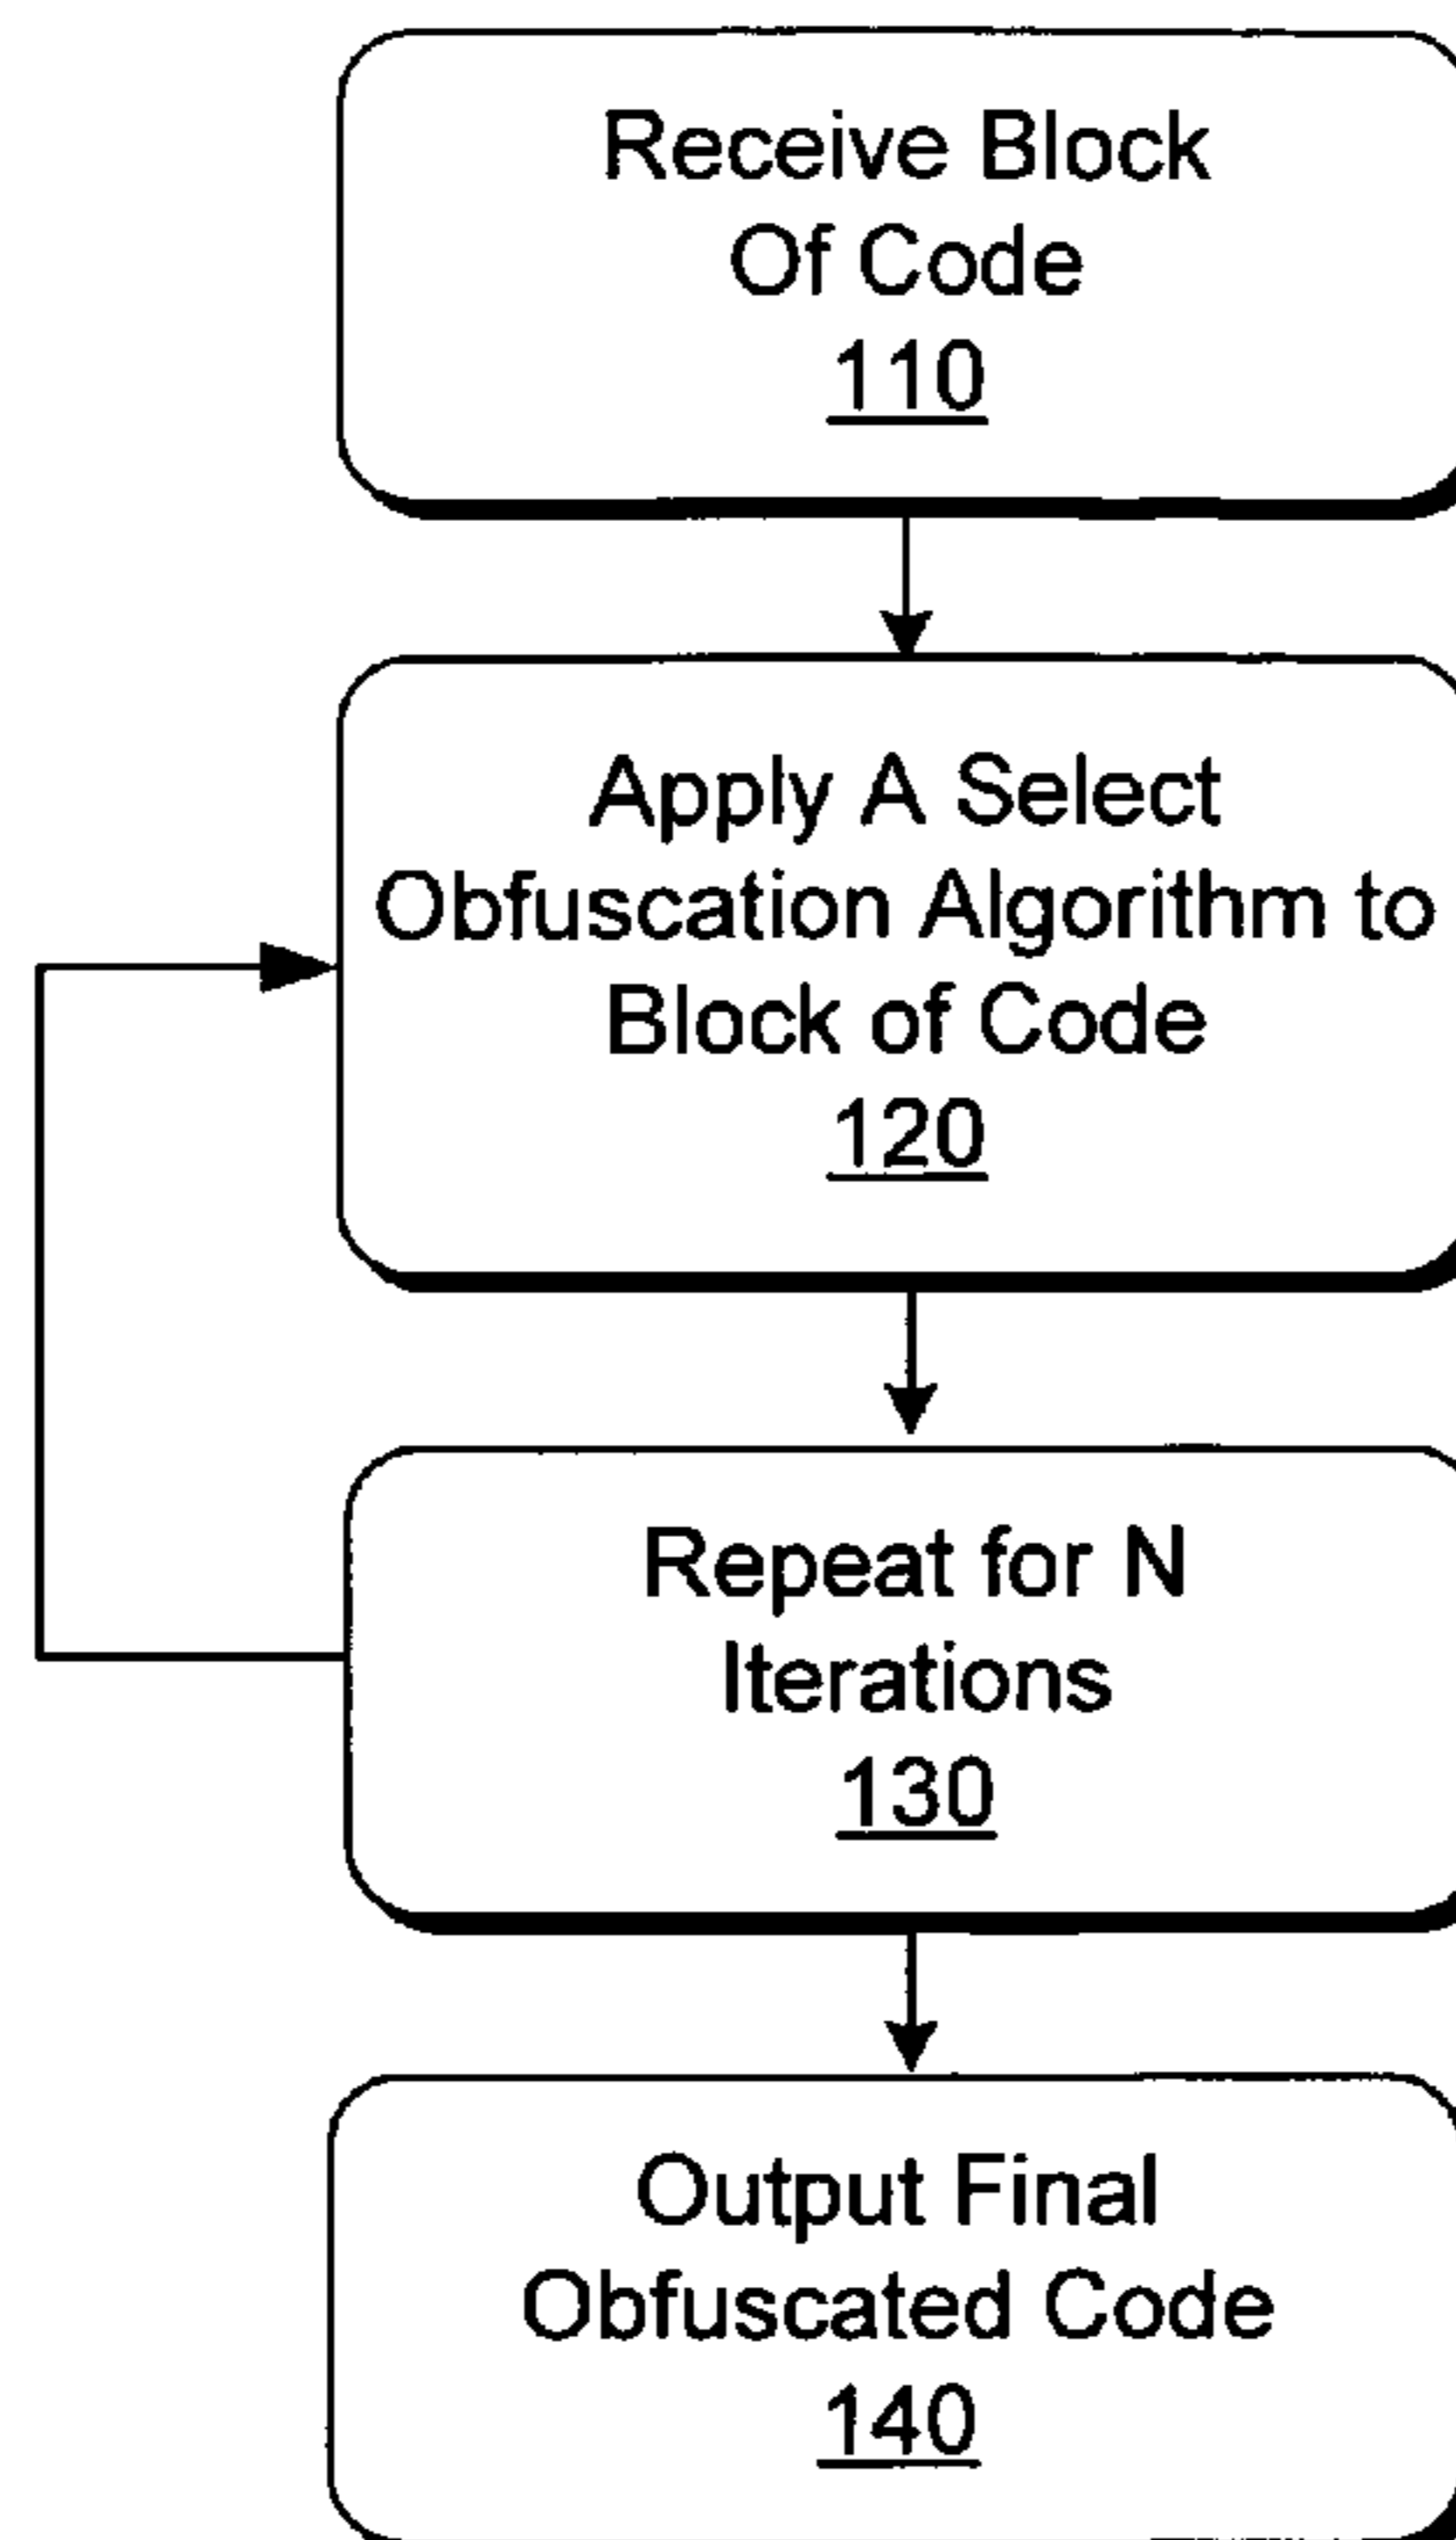 Receive Block
Of Code
110
Apply A Select
Obfuscation Algorithm to
Block of Code
120
Repeat for N
Iterations
130
Output Final
Obfuscated Code
140